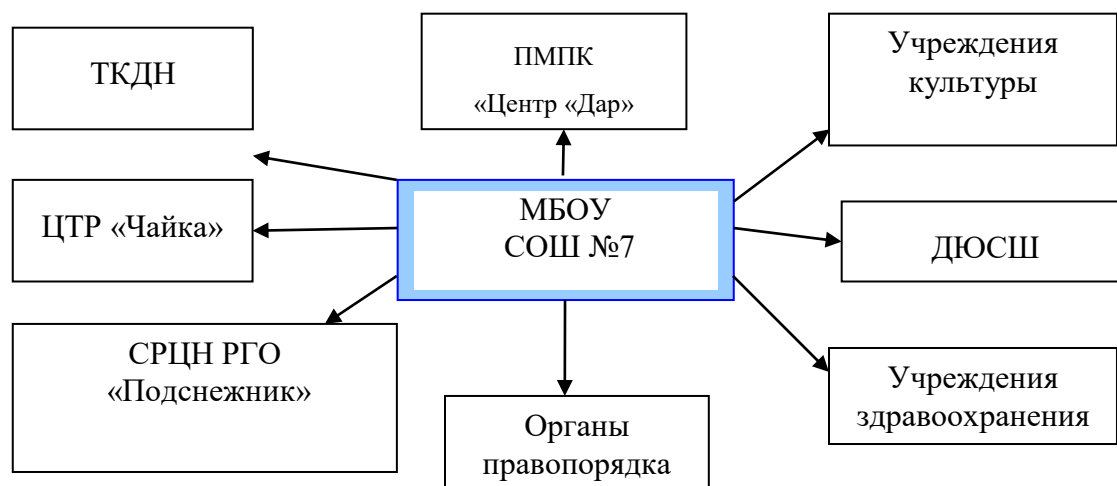 ТКДН
ПМПК
«Центр «Дар»
Учреждения
культуры
ЦТР «Чайка»
МБОУ
СОШ №7
ДЮСШ
СРЦН РГО
«Подснежник»
Органы
правопорядка
Учреждения
здравоохранения